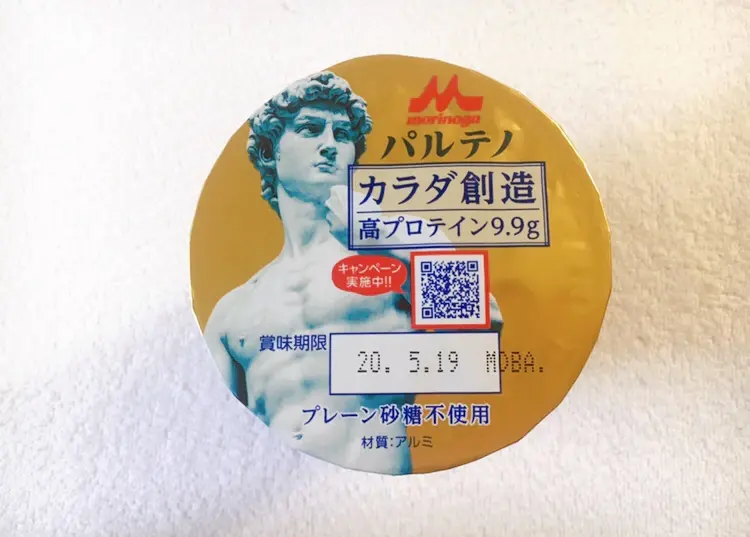 morinaga
パルテノ
カラダ創造
高プロテイン9.9g
キャンペーン
実施中!!
賞味期限
20. 5.19 MDBA.
プレーン砂糖不使用
材質:アルミ